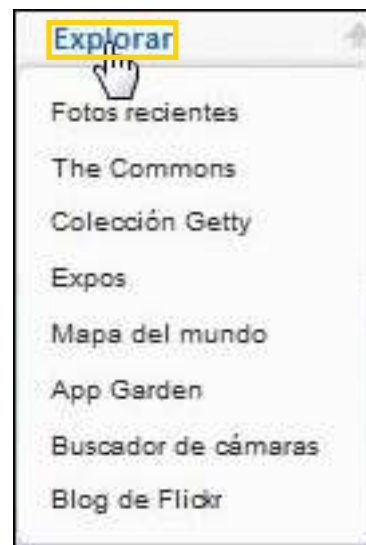 Explorar
Fotos recientes
The Commons
Colección Getty
Expos
Mapa del mundo
App Garden
Buscador de cámaras
Blog de Flickr